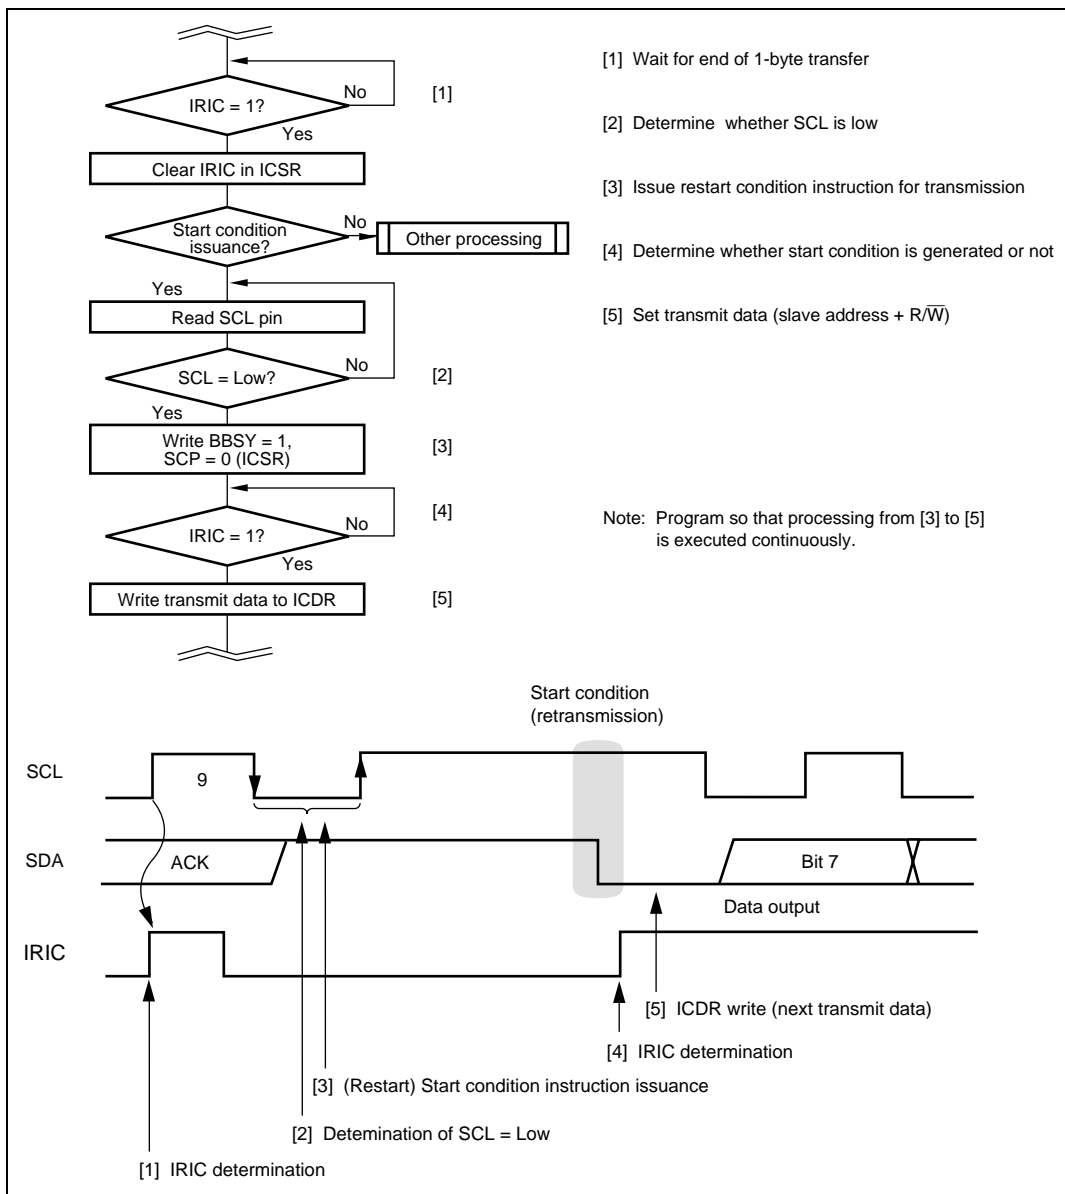 IRIC = 1?
No
[1]
Yes
Clear IRIC in ICSR
Start condition
issuance?
No
Other processing
Yes
Read SCL pin
SCL = Low?
No
[2]
Yes
Write BBSY = 1,
SCP = 0 (ICSR)
[3]
IRIC = 1?
No
[4]
Yes
Write transmit data to ICDR
[5]
[1] Wait for end of 1-byte transfer
[2] Determine whether SCL is low
[3] Issue restart condition instruction for transmission
[4] Determine whether start condition is generated or not
[5] Set transmit data (slave address + R/W̅)
Note: Program so that processing from [3] to [5]
is executed continuously.
Start condition
(retransmission)
SCL
9
SDA
ACK
Bit 7
Data output
IRIC
[5] ICDR write (next transmit data)
[4] IRIC determination
[3] (Restart) Start condition instruction issuance
[2] Detemination of SCL = Low
[1] IRIC determination